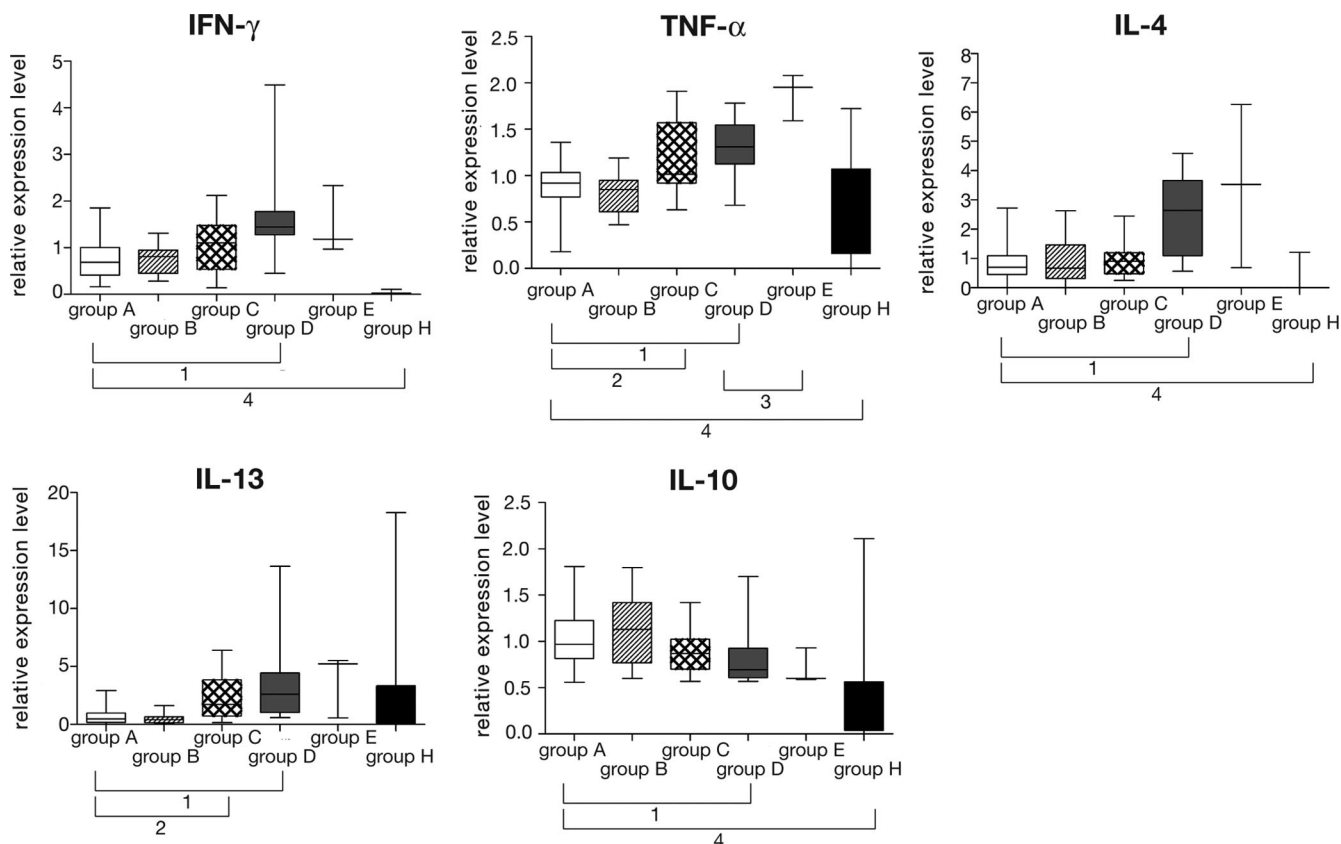 IFN-γ
relative expression level
5
4
3
2
1
0
group A
group B
group C
group D
group E
group H
1
4
TNF-α
relative expression level
2.5
2.0
1.5
1.0
0.5
0.0
group A
group B
group C
group D
group E
group H
1
2
3
4
IL-4
relative expression level
8
7
6
5
4
3
2
1
0
group A
group B
group C
group D
group E
group H
1
4
IL-13
relative expression level
20
15
10
5
0
group A
group B
group C
group D
group E
group H
1
2
IL-10
relative expression level
2.5
2.0
1.5
1.0
0.5
0.0
group A
group B
group C
group D
group E
group H
1
4